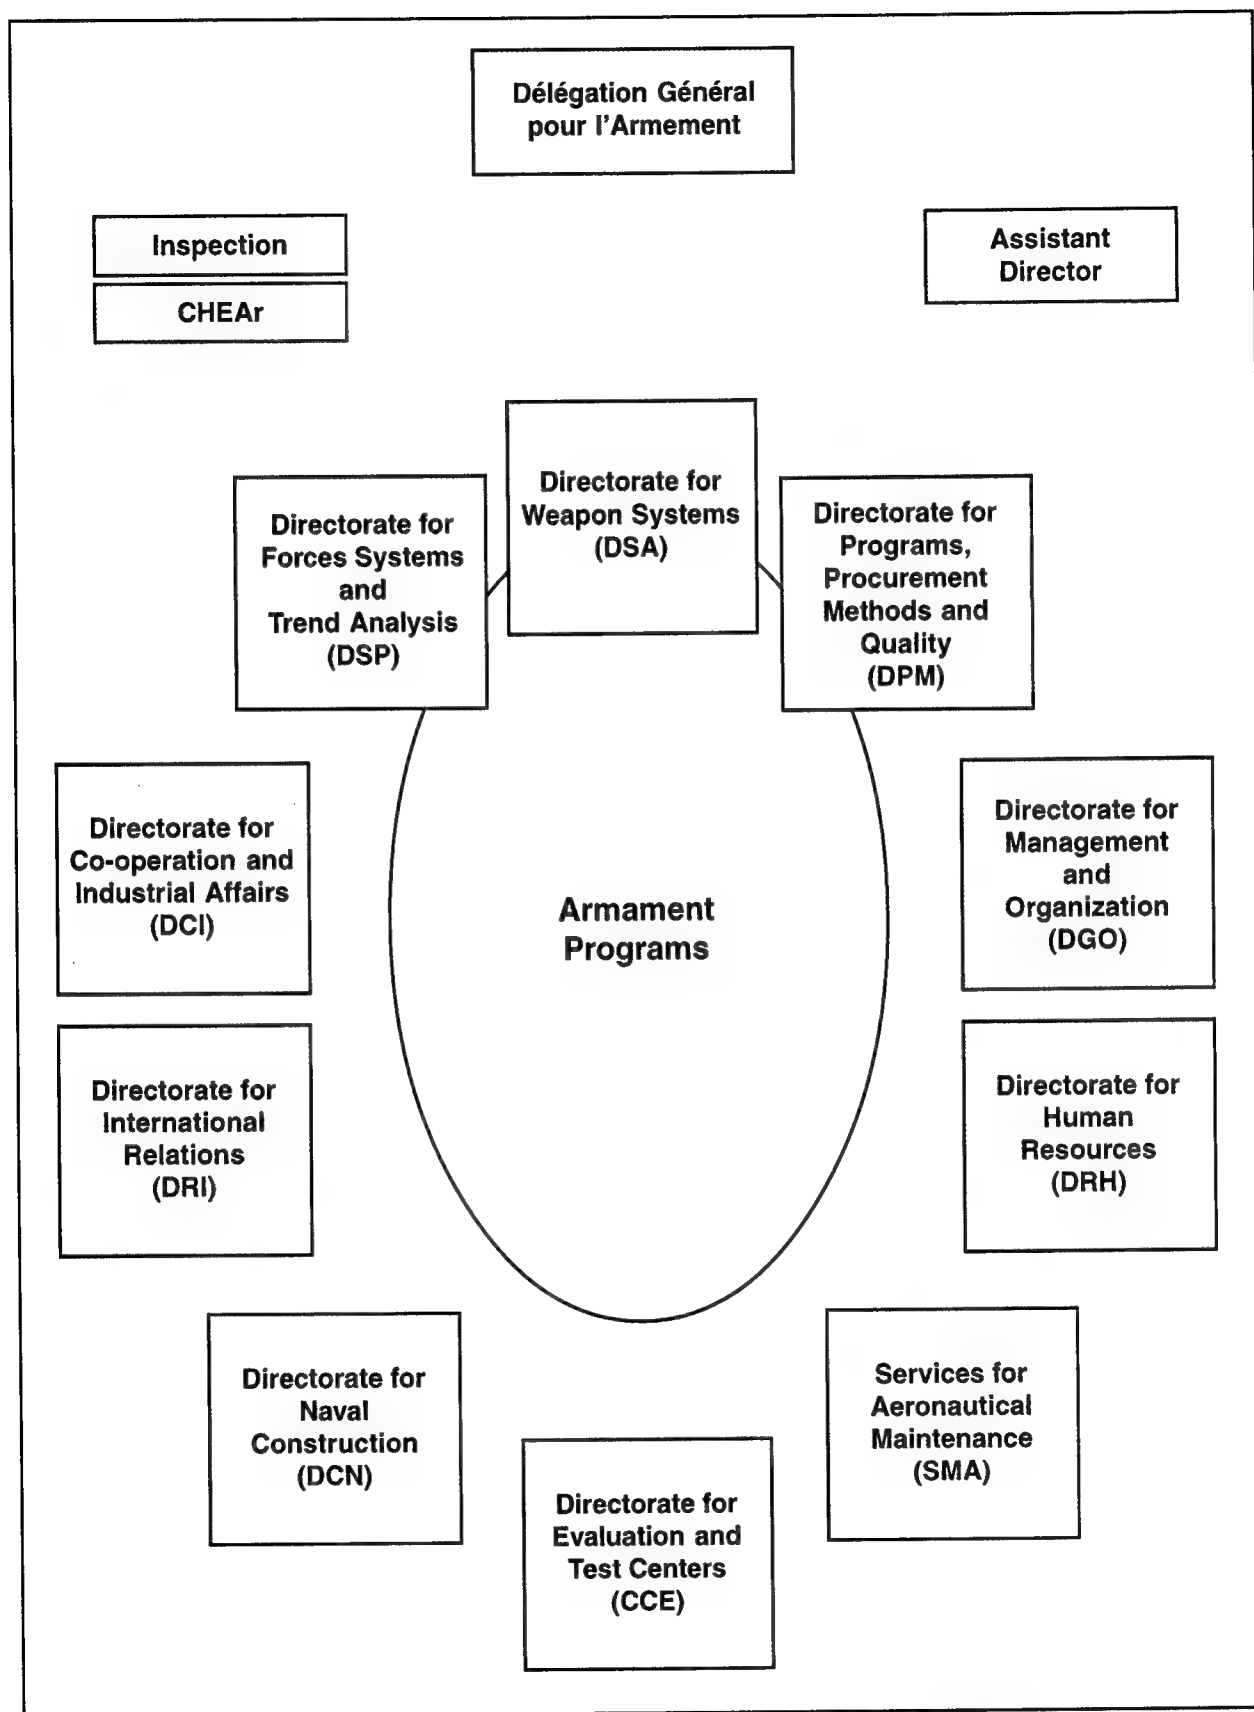 Délégation Général
pour l'Armement
Inspection
CHEAr
Assistant
Director
Directorate for
Weapon Systems
(DSA)
Directorate for
Forces Systems
and
Trend Analysis
(DSP)
Directorate for
Programs,
Procurement
Methods and
Quality
(DPM)
Directorate for
Co-operation and
Industrial Affairs
(DCI)
Armament
Programs
Directorate for
Management
and
Organization
(DGO)
Directorate for
International
Relations
(DRI)
Directorate for
Human
Resources
(DRH)
Directorate for
Naval
Construction
(DCN)
Services for
Aeronautical
Maintenance
(SMA)
Directorate for
Evaluation and
Test Centers
(CCE)